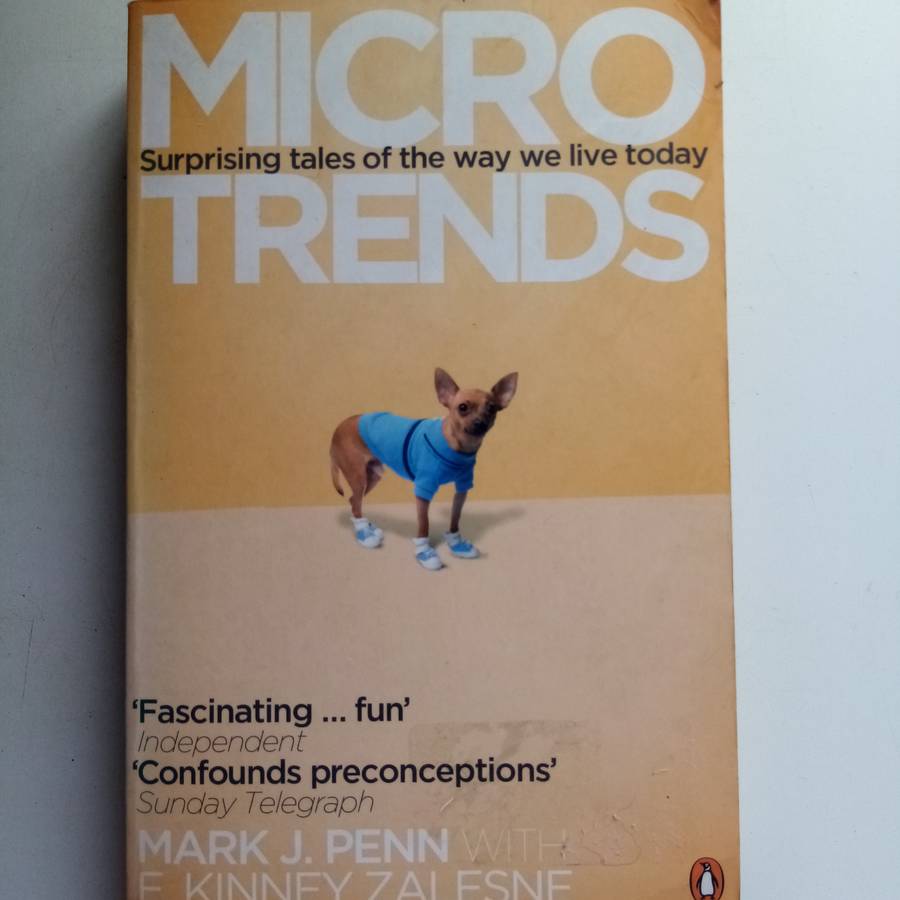 MICRO
Surprising tales of the way we live today
TRENDS
‘Fascinating ... fun’
Independent
‘Confounds preconceptions’
Sunday Telegraph
MARK J. PENN WITH
E. KINNEY ZALESNE